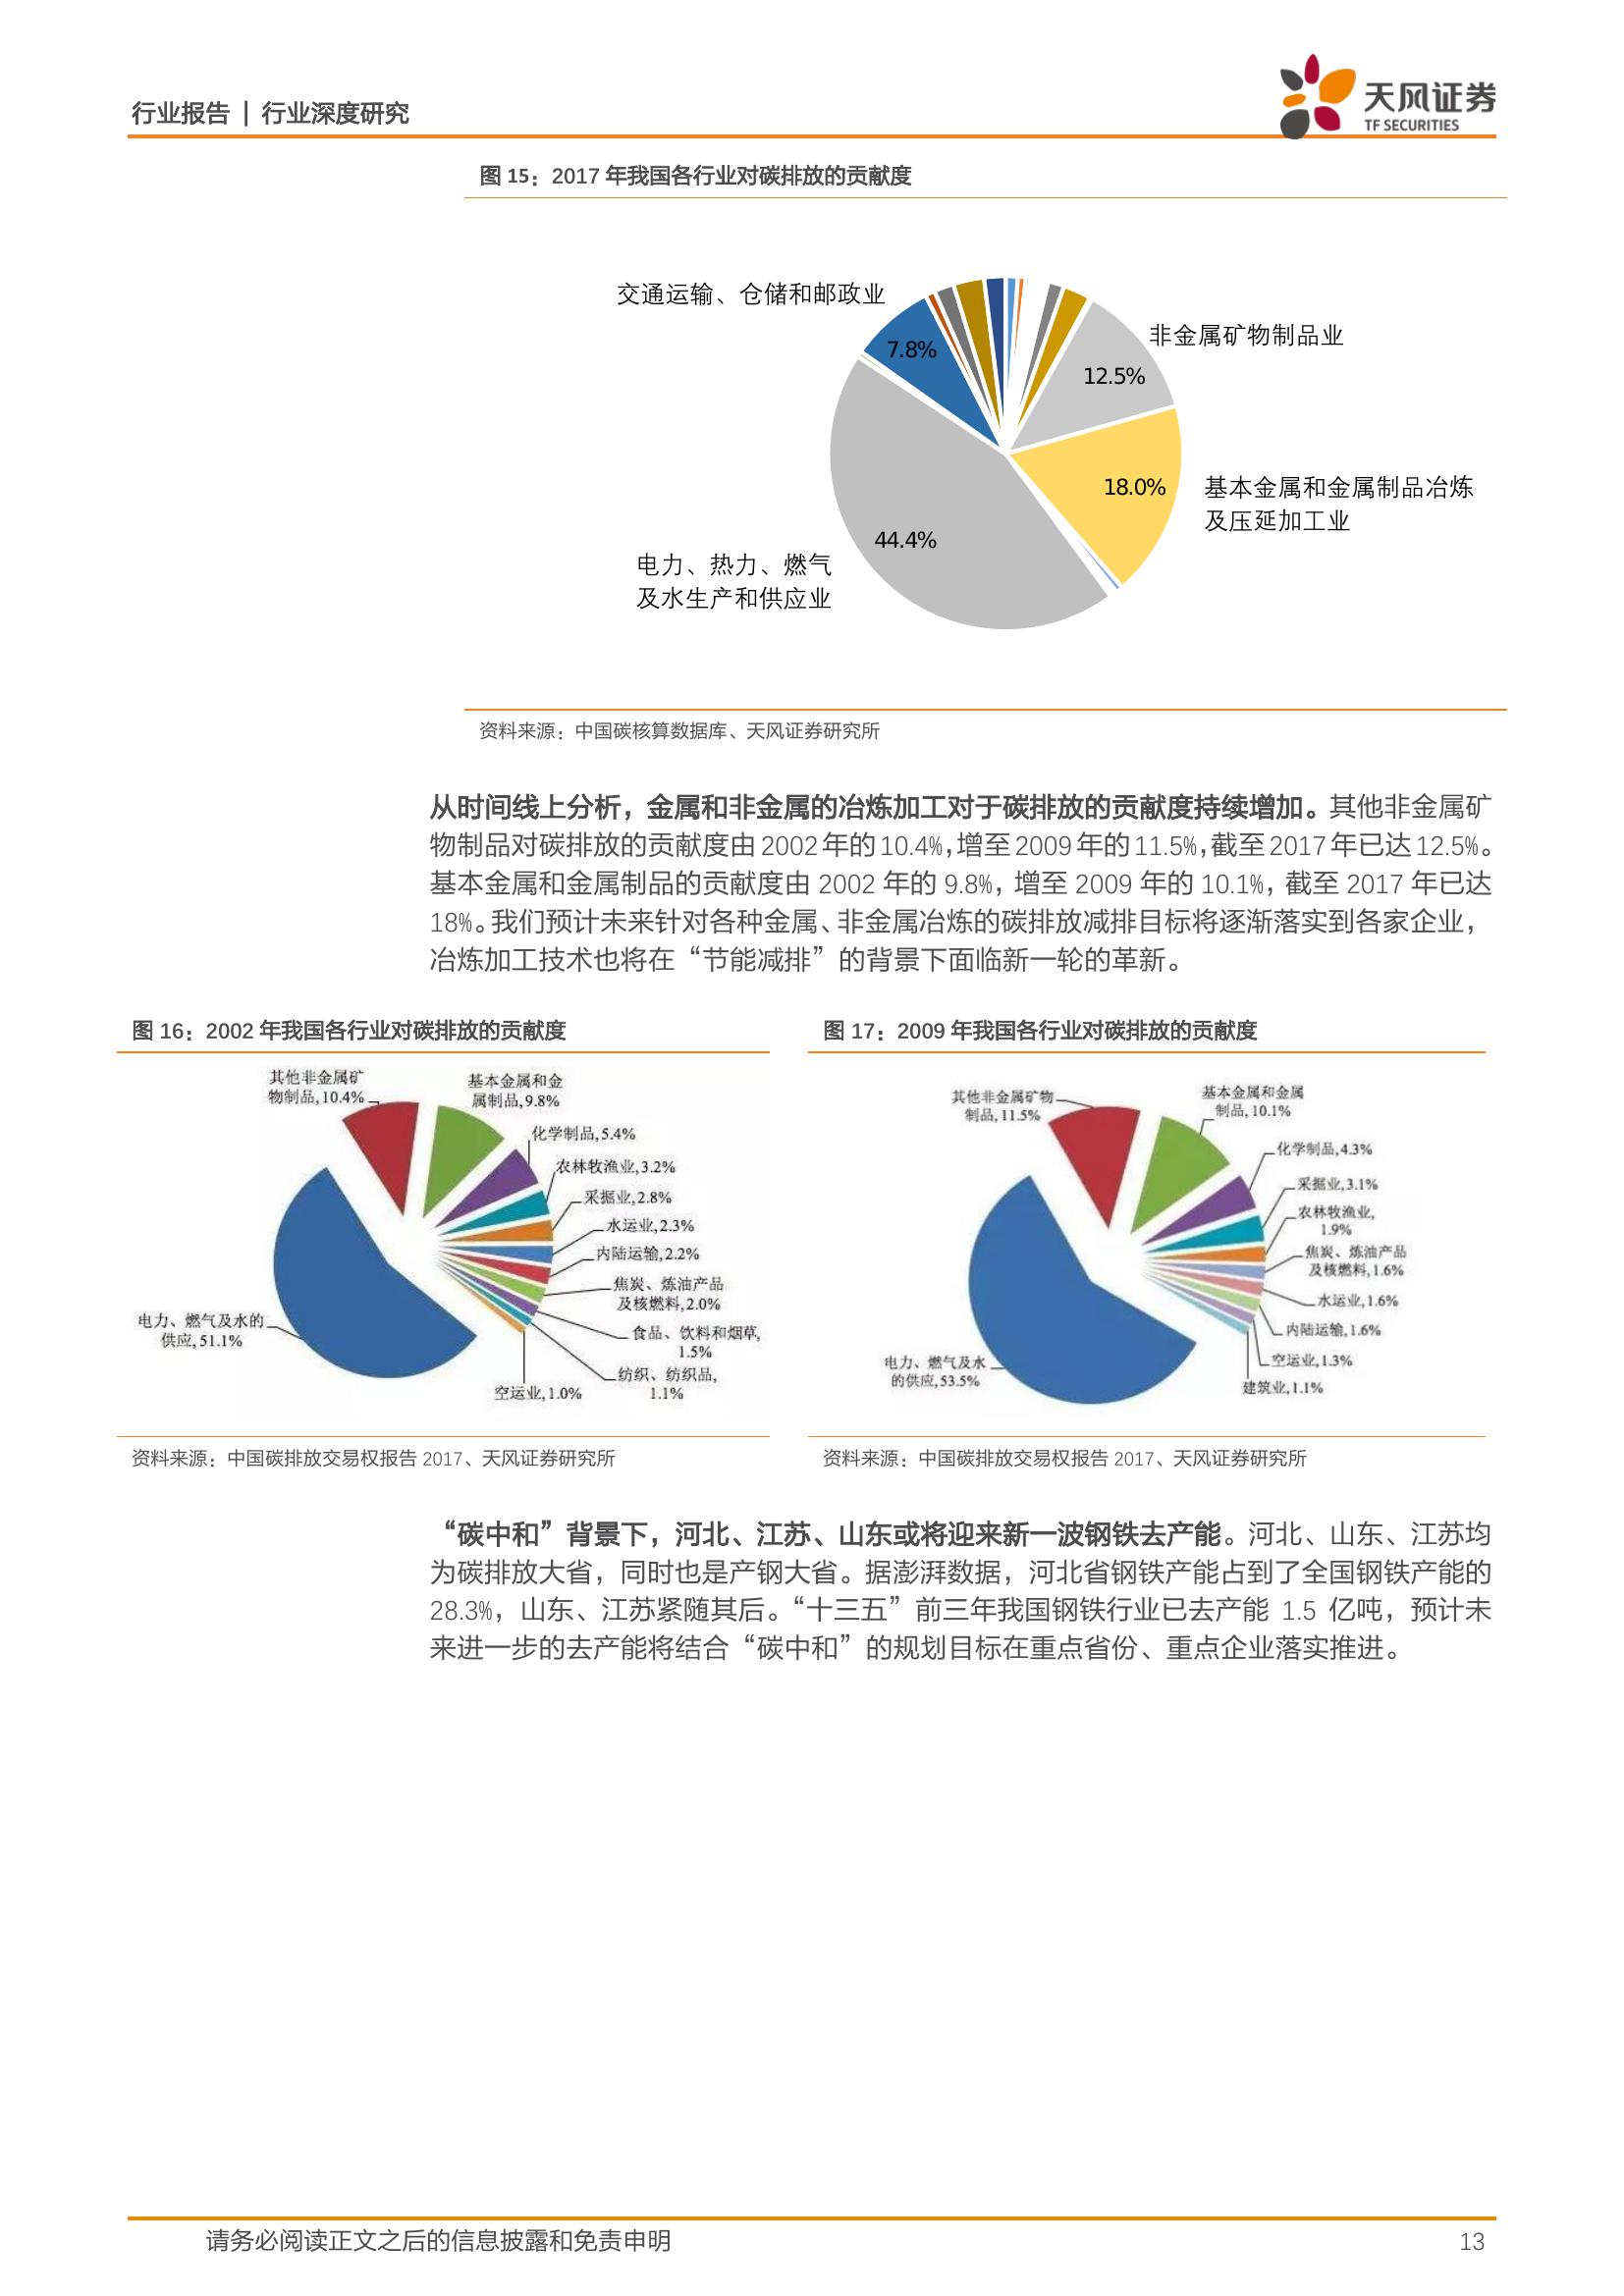 行业报告 | 行业深度研究
天风证券
TF SECURITIES
图 15：2017 年我国各行业对碳排放的贡献度
交通运输、仓储和邮政业
7.8%
非金属矿物制品业
12.5%
18.0%
基本金属和金属制品冶炼
及压延加工业
44.4%
电力、热力、燃气
及水生产和供应业
资料来源：中国碳核算数据库、天风证券研究所
从时间线上分析，金属和非金属的冶炼加工对于碳排放的贡献度持续增加。其他非金属矿
物制品对碳排放的贡献度由 2002 年的 10.4%，增至 2009 年的 11.5%，截至 2017 年已达 12.5%。
基本金属和金属制品的贡献度由 2002 年的 9.8%，增至 2009 年的 10.1%，截至 2017 年已达
18%。我们预计未来针对各种金属、非金属冶炼的碳排放减排目标将逐渐落实到各家企业，
冶炼加工技术也将在“节能减排”的背景下面临新一轮的革新。
图 16：2002 年我国各行业对碳排放的贡献度
其他非金属矿
物制品,10.4%
基本金属和金
属制品,9.8%
化学制品,5.4%
农林牧渔业,3.2%
采掘业,2.8%
水运业,2.3%
内陆运输,2.2%
焦炭、炼油产品
及核燃料,2.0%
食品、饮料和烟草,
1.5%
纺织、纺织品,
1.1%
空运业,1.0%
电力、燃气及水的
供应,51.1%
资料来源：中国碳排放交易权报告 2017、天风证券研究所
图 17：2009 年我国各行业对碳排放的贡献度
其他非金属矿物
制品,11.5%
基本金属和金属
制品,10.1%
化学制品,4.3%
采掘业,3.1%
农林牧渔业,
1.9%
焦炭、炼油产品
及核燃料,1.6%
水运业,1.6%
内陆运输,1.6%
空运业,1.3%
建筑业,1.1%
电力、燃气及水
的供应,53.5%
资料来源：中国碳排放交易权报告 2017、天风证券研究所
“碳中和”背景下，河北、江苏、山东或将迎来新一波钢铁去产能。河北、山东、江苏均
为碳排放大省，同时也是产钢大省。据澎湃数据，河北省钢铁产能占到了全国钢铁产能的
28.3%，山东、江苏紧随其后。“十三五”前三年我国钢铁行业已去产能 1.5 亿吨，预计未
来进一步的去产能将结合“碳中和”的规划目标在重点省份、重点企业落实推进。
请务必阅读正文之后的信息披露和免责申明
13